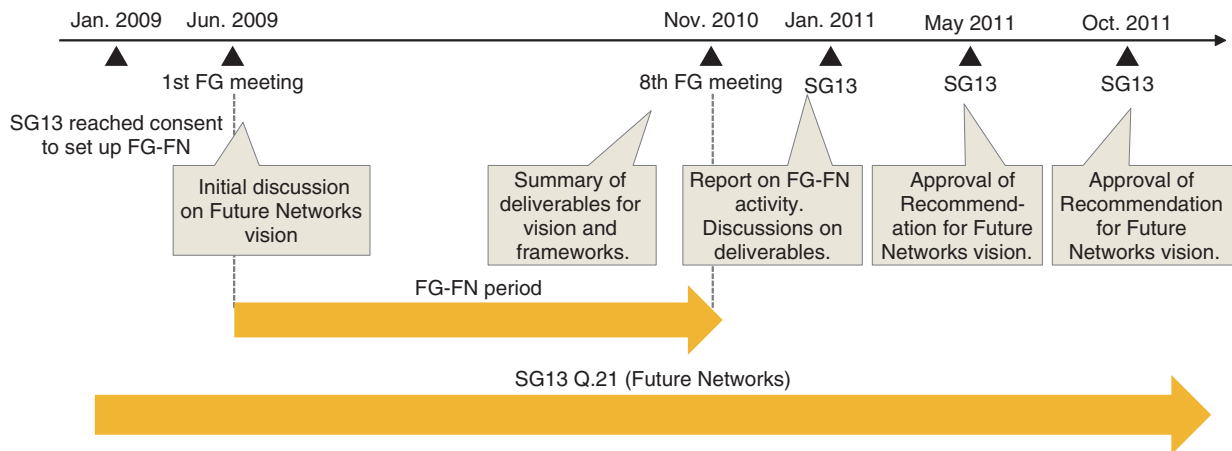 Jan. 2009
Jun. 2009
Nov. 2010
Jan. 2011
May 2011
Oct. 2011
1st FG meeting
8th FG meeting
SG13
SG13
SG13
SG13 reached consent
to set up FG-FN
Initial discussion
on Future Networks
vision
Summary of
deliverables for
vision and
frameworks.
Report on FG-FN
activity.
Discussions on
deliverables.
Approval of
Recommend-
ation for Future
Networks vision.
Approval of
Recommendation
for Future
Networks vision.
FG-FN period
SG13 Q.21 (Future Networks)